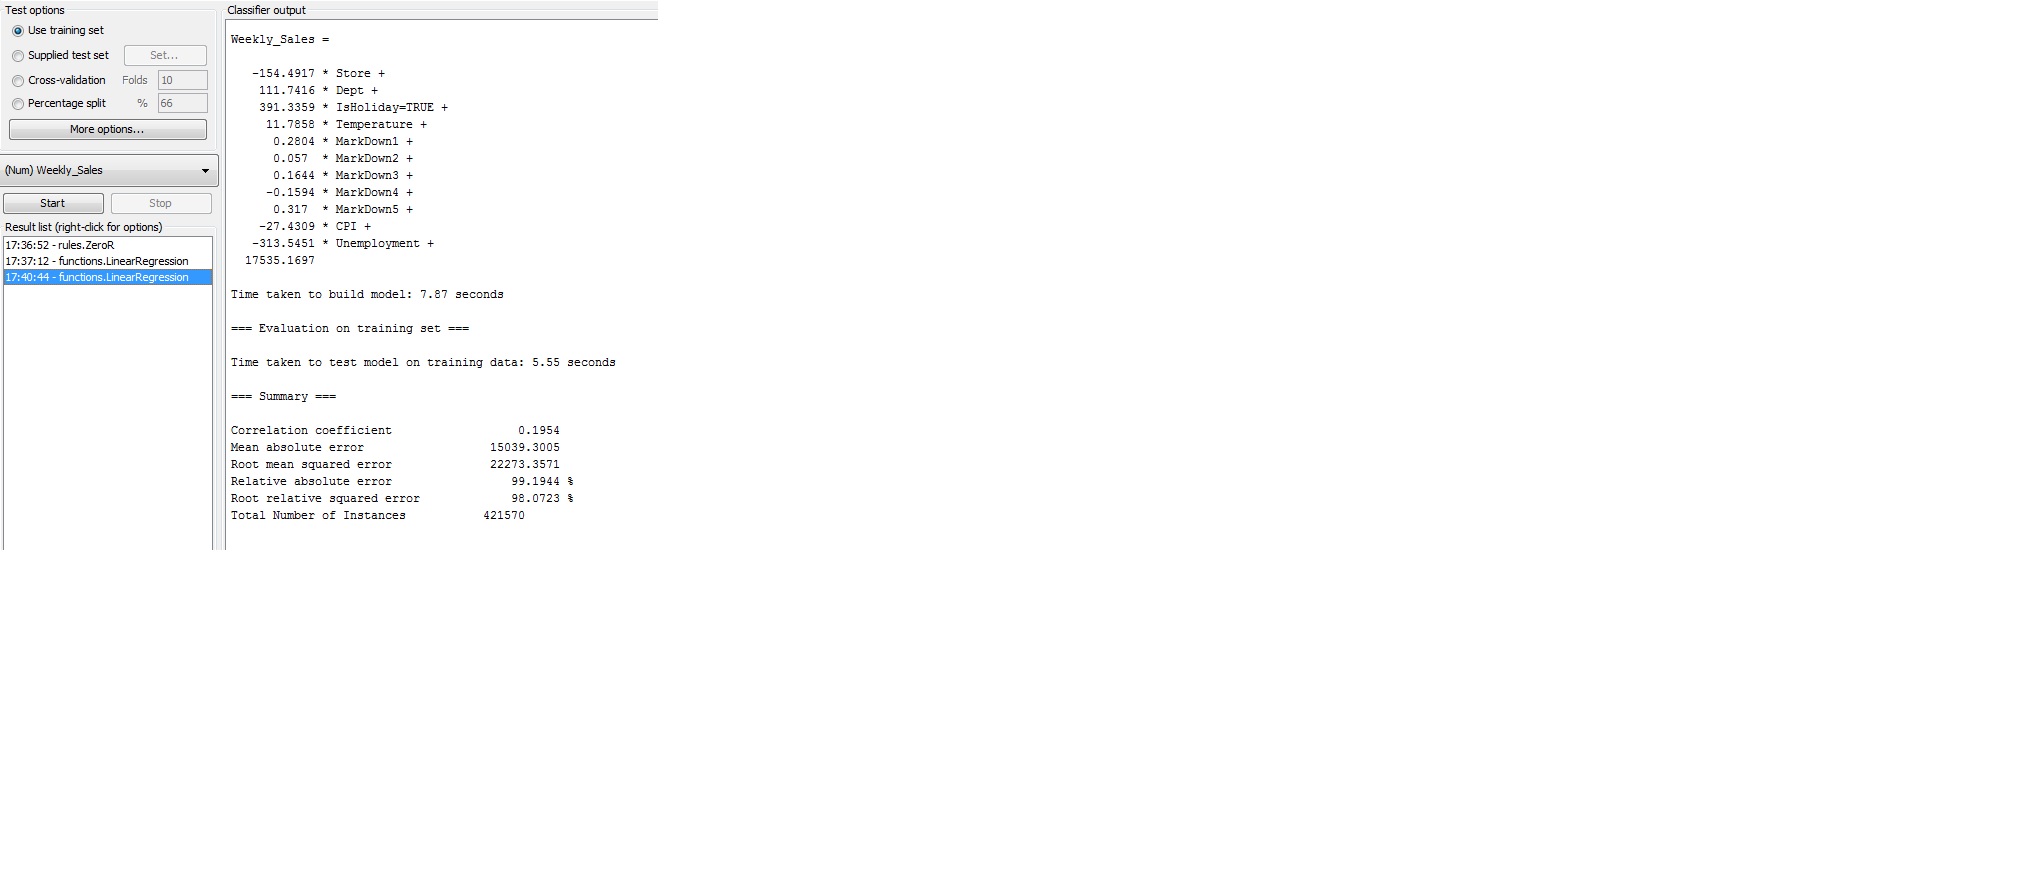 Test options
Use training set
Supplied test set Set...
Cross-validation Folds 10
Percentage split % 66
More options...
(Num) Weekly_Sales
Start Stop
Result list (right-click for options)
17:36:52 - rules.ZeroR
17:37:12 - functions.LinearRegression
17:40:44 - functions.LinearRegression
Classifier output
Weekly_Sales =
-154.4917 * Store +
111.7416 * Dept +
391.3359 * IsHoliday=TRUE +
11.7858 * Temperature +
0.2804 * MarkDown1 +
0.057 * MarkDown2 +
0.1644 * MarkDown3 +
-0.1594 * MarkDown4 +
0.317 * MarkDown5 +
-27.4309 * CPI +
-313.5451 * Unemployment +
17535.1697
Time taken to build model: 7.87 seconds
=== Evaluation on training set ===
Time taken to test model on training data: 5.55 seconds
=== Summary ===
Correlation coefficient 0.1954
Mean absolute error 15039.3005
Root mean squared error 22273.3571
Relative absolute error 99.1944 %
Root relative squared error 98.0723 %
Total Number of Instances 421570